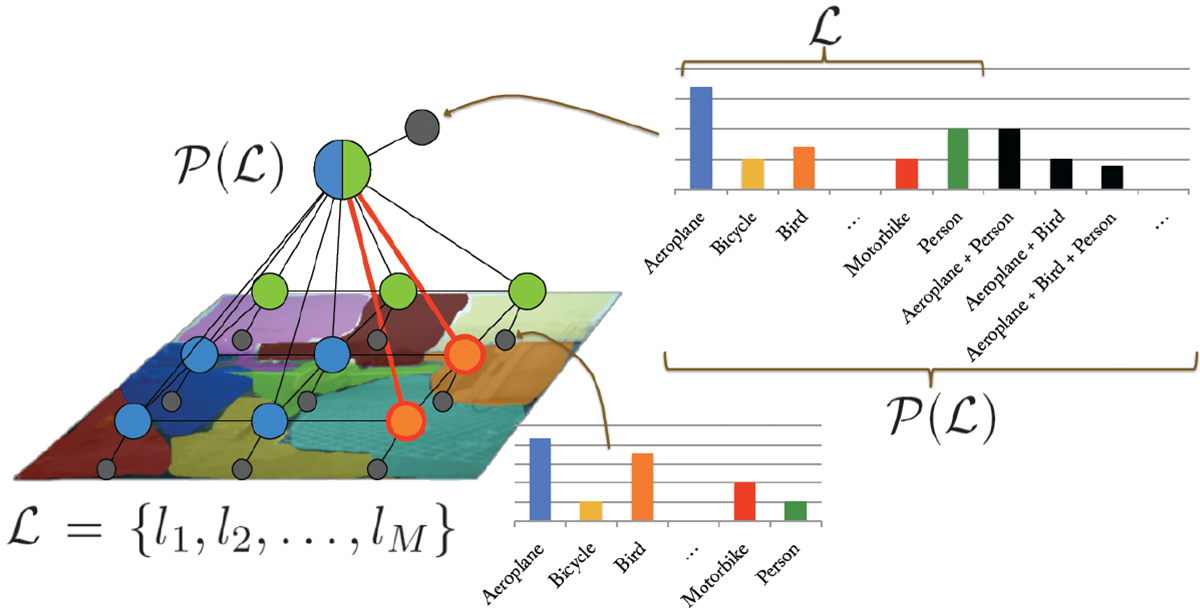 ℒ
𝒫(ℒ)
Aeroplane
Bicycle
Bird
...
Motorbike
Person
Aeroplane + Person
Aeroplane + Bird
Aeroplane + Bird + Person
...
𝒫(ℒ)
ℒ = {l₁, l₂, . . . , l_M}
Aeroplane
Bicycle
Bird
...
Motorbike
Person